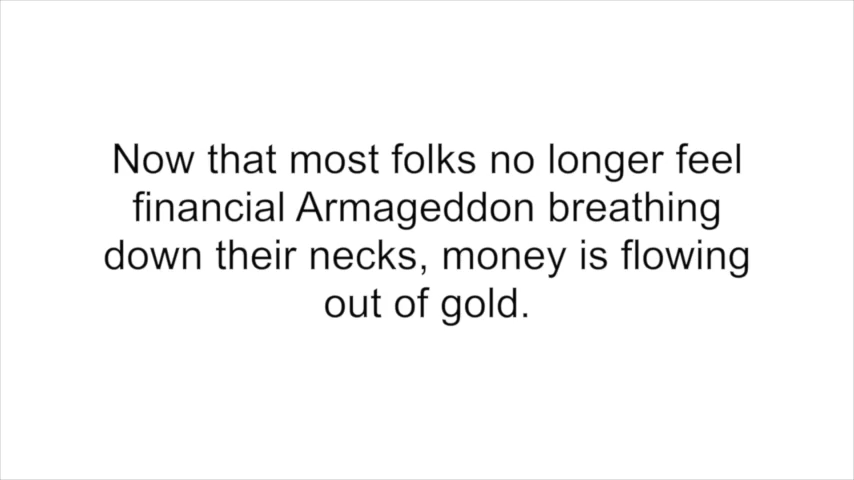 Now that most folks no longer feel
financial Armageddon breathing
down their necks, money is flowing
out of gold.